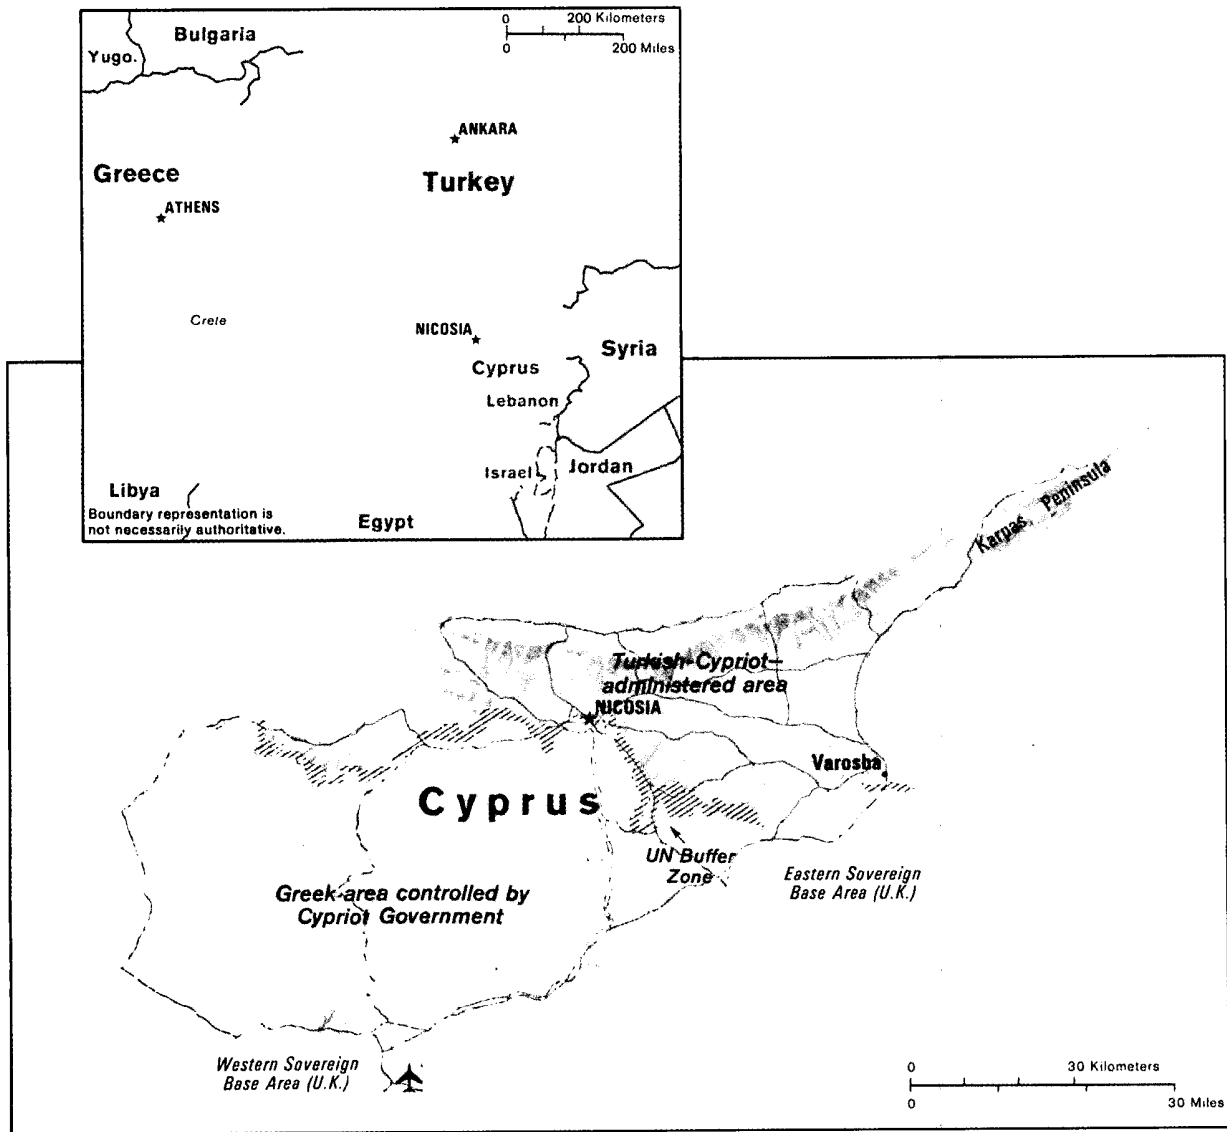 0 200 Kilometers
0 200 Miles
Bulgaria
Yugo.
ANKARA
Greece
Turkey
ATHENS
Crete
NICOSIA
Syria
Cyprus
Lebanon
Israel
Jordan
Libya
Boundary representation is
not necessarily authoritative.
Egypt
Karpas Peninsula
Turkish-Cypriot–
administered area
NICOSIA
Varosha
Cyprus
UN Buffer
Zone
Eastern Sovereign
Base Area (U.K.)
Greek area controlled by
Cypriot Government
Western Sovereign
Base Area (U.K.)
0 30 Kilometers
0 30 Miles